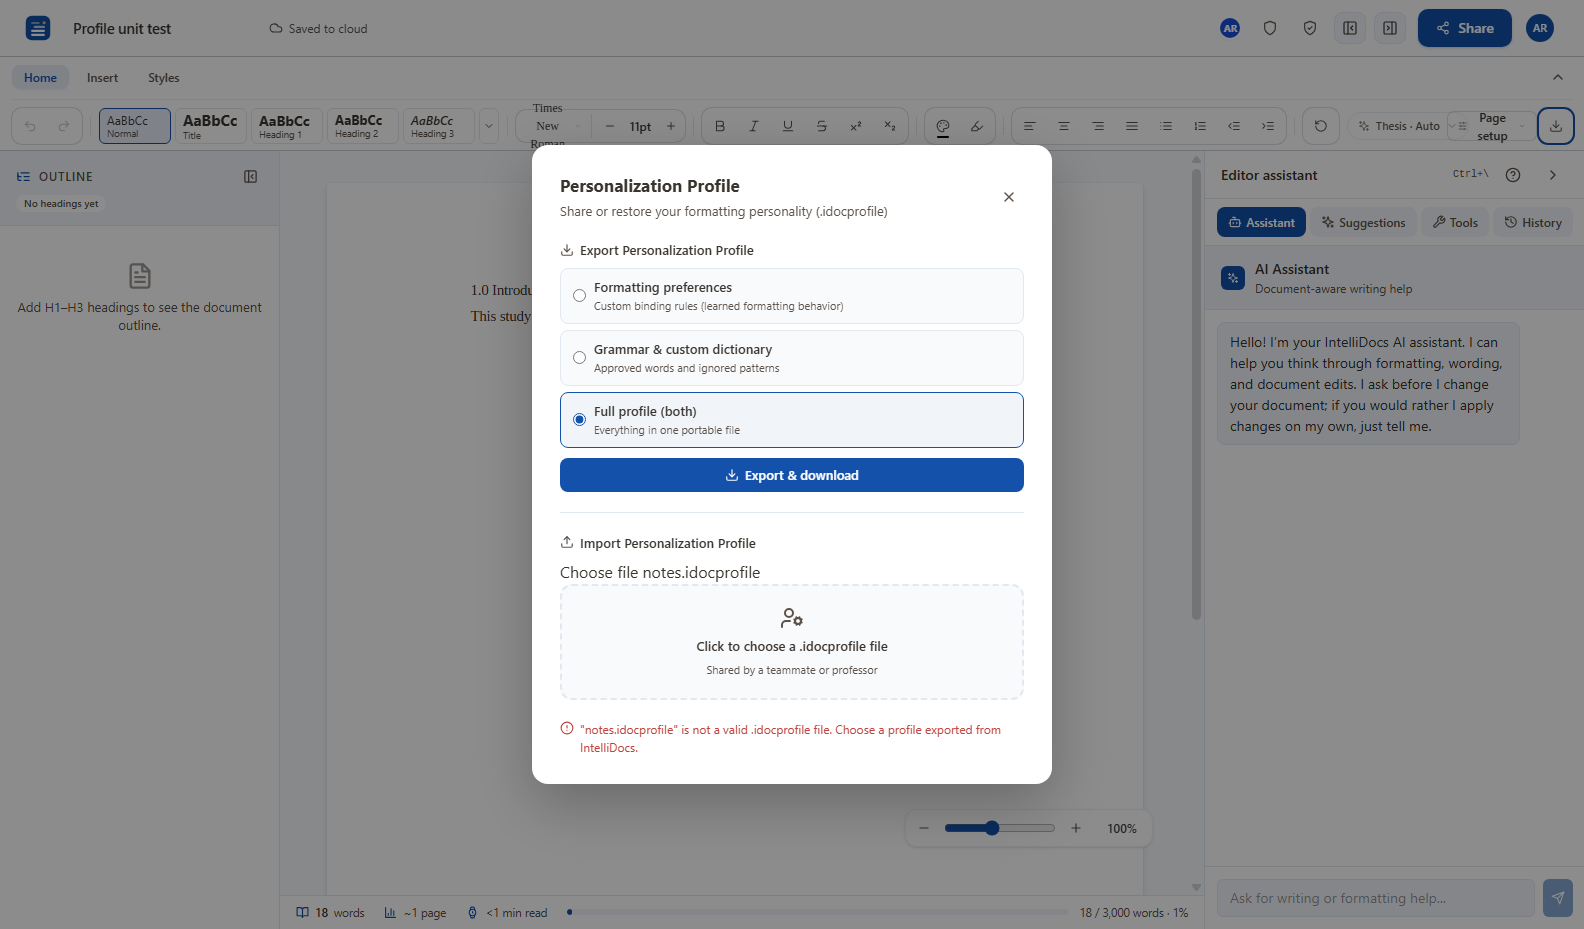 Profile unit test
Saved to cloud
AR
Share
AR
Home
Insert
Styles
AaBbCc
Normal
AaBbCc
Title
AaBbCc
Heading 1
AaBbCc
Heading 2
AaBbCc
Heading 3
Times
New
Roman
11pt
Thesis · Auto
Page
setup
OUTLINE
No headings yet
Add H1–H3 headings to see the document
outline.
1.0 Introdu
This study
Personalization Profile
Share or restore your formatting personality (.idocprofile)
Export Personalization Profile
Formatting preferences
Custom binding rules (learned formatting behavior)
Grammar & custom dictionary
Approved words and ignored patterns
Full profile (both)
Everything in one portable file
Export & download
Import Personalization Profile
Choose file notes.idocprofile
Click to choose a .idocprofile file
Shared by a teammate or professor
"notes.idocprofile" is not a valid .idocprofile file. Choose a profile exported from
IntelliDocs.
100%
18 words
~1 page
<1 min read
18 / 3,000 words · 1%
Editor assistant
Ctrl+\
Assistant
Suggestions
Tools
History
AI Assistant
Document-aware writing help
Hello! I'm your IntelliDocs AI assistant. I can
help you think through formatting, wording,
and document edits. I ask before I change
your document; if you would rather I apply
changes on my own, just tell me.
Ask for writing or formatting help...